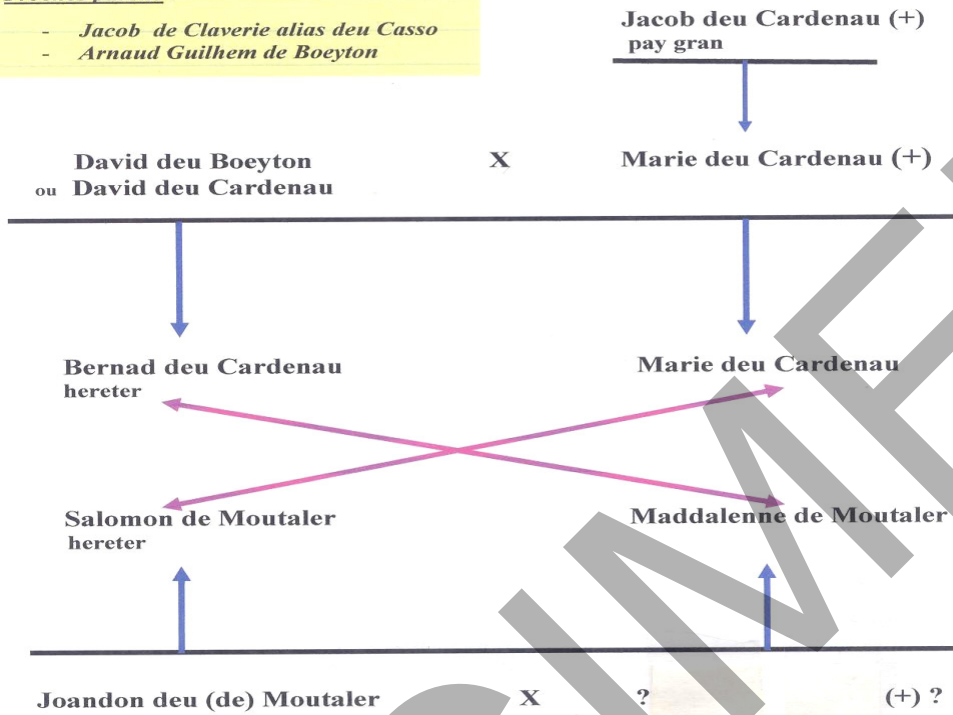 - Jacob de Claverie alias deu Casso
- Arnaud Guilhem de Boeyton
Jacob deu Cardenau (+)
pay gran
David deu Boeyton X Marie deu Cardenau (+)
ou David deu Cardenau
Bernad deu Cardenau Marie deu Cardenau
hereter
Salomon de Moutaler Maddalenne de Moutaler
hereter
Joandon deu (de) Moutaler X ? (+) ?